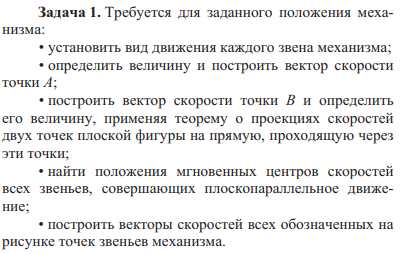 Задача 1. Требуется для заданного положения меха-
низма:
• установить вид движения каждого звена механизма;
• определить величину и построить вектор скорости
точки A;
• построить вектор скорости точки B и определить
его величину, применяя теорему о проекциях скоростей
двух точек плоской фигуры на прямую, проходящую через
эти точки;
• найти положения мгновенных центров скоростей
всех звеньев, совершающих плоскопараллельное движе-
ние;
• построить векторы скоростей всех обозначенных на
рисунке точек звеньев механизма.